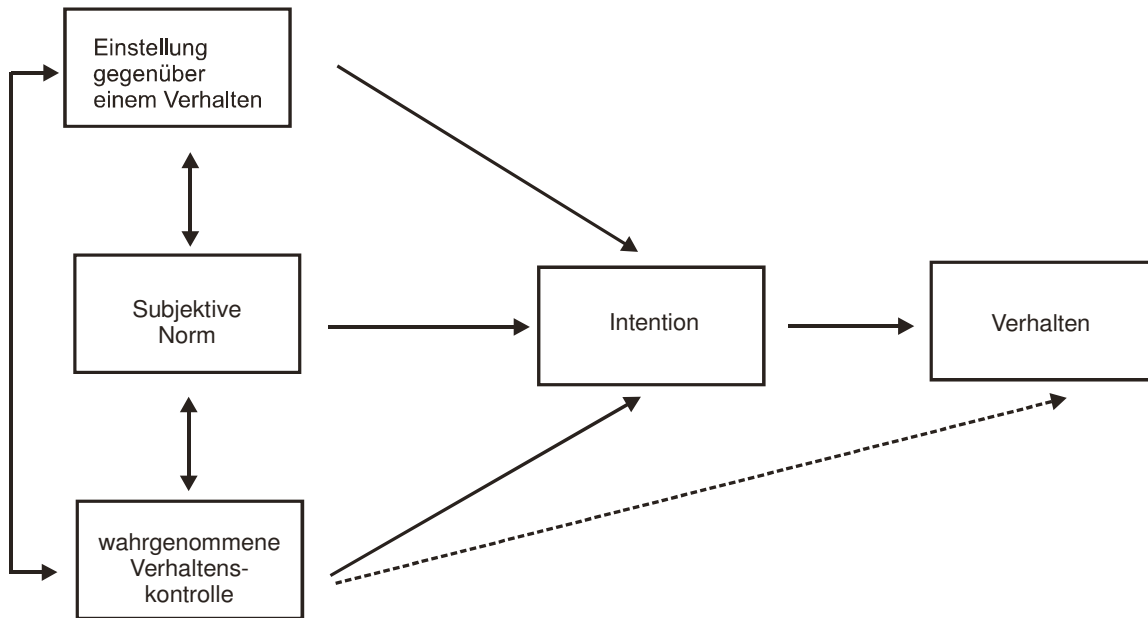 Einstellung
gegenüber
einem Verhalten
Subjektive
Norm
Intention
Verhalten
wahrgenommene
Verhaltens-
kontrolle